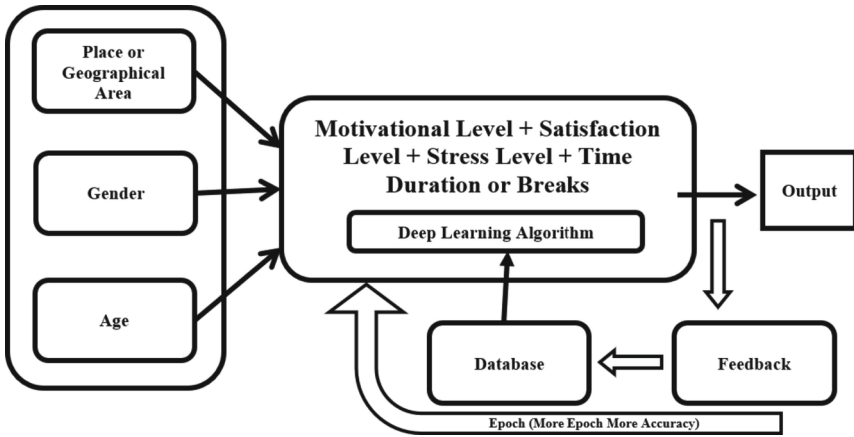 Place or
Geographical
Area
Gender
Age
Motivational Level + Satisfaction
Level + Stress Level + Time
Duration or Breaks
Deep Learning Algorithm
Output
Database
Feedback
Epoch (More Epoch More Accuracy)